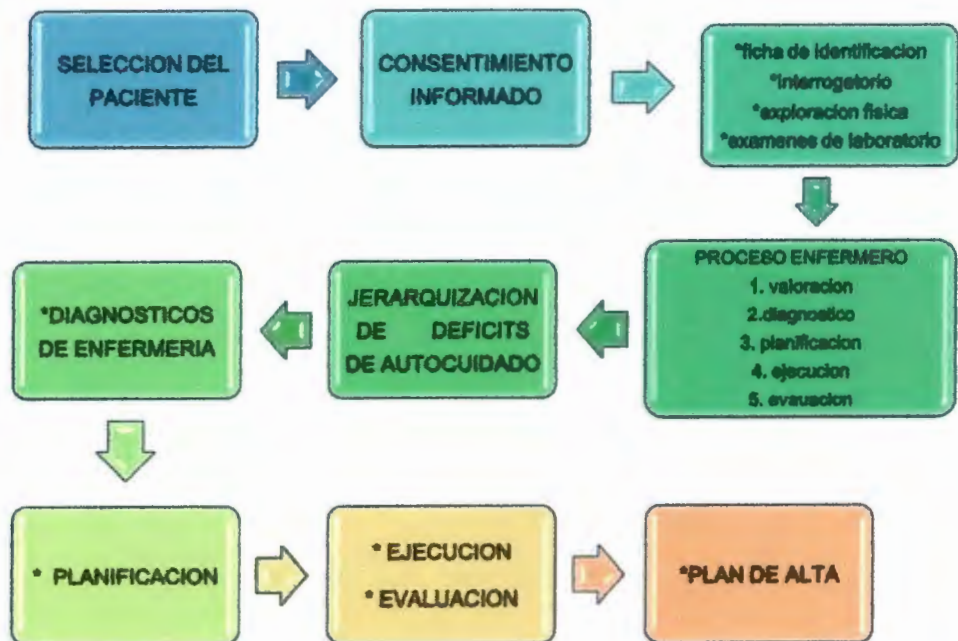 SELECCION DEL
PACIENTE
CONSENTIMIENTO
INFORMADO
*ficha de identificacion
*interrogatorio
*exploracion fisica
*examenes de laboratorio
PROCESO ENFERMERO
1. valoracion
2.diagnostico
3. planificacion
4. ejecucion
5. evauacion
JERARQUIZACION
DE DEFICITS
DE AUTOCUIDADO
*DIAGNOSTICOS
DE ENFERMERIA
* PLANIFICACION
* EJECUCION
* EVALUACION
*PLAN DE ALTA